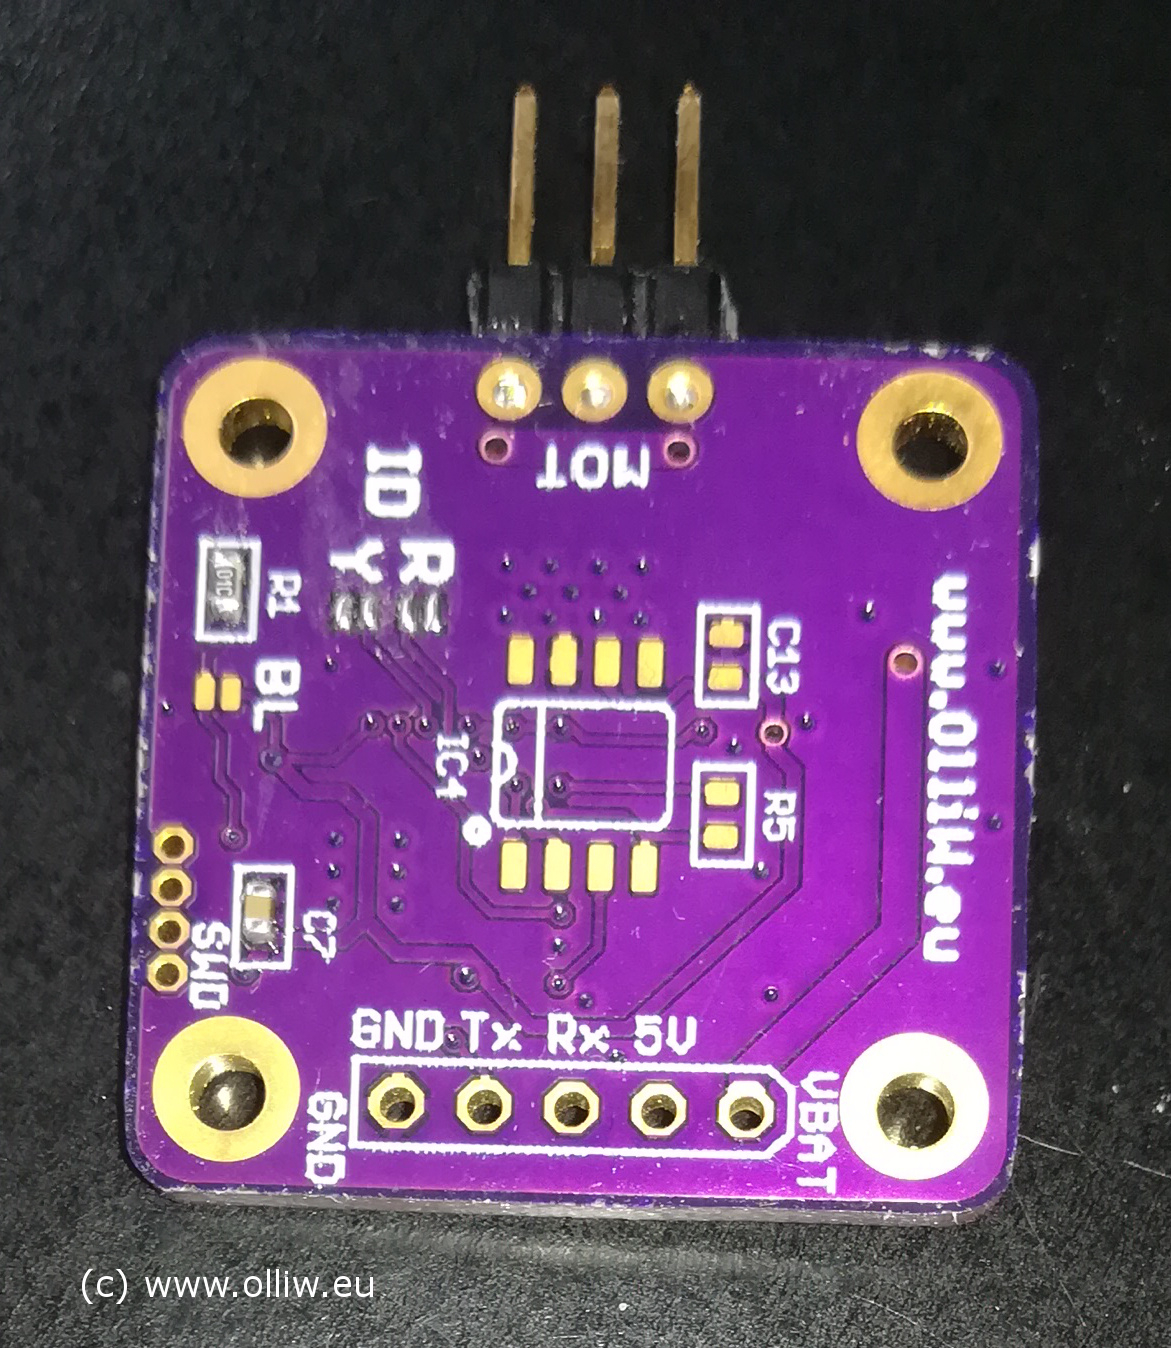 MOT
ID
R
Y
R1
C13
BL
IC4
R5
www.OlliW.eu
C7
SWD
GND Tx Rx 5V
GND
VBAT
(c) www.olliw.eu